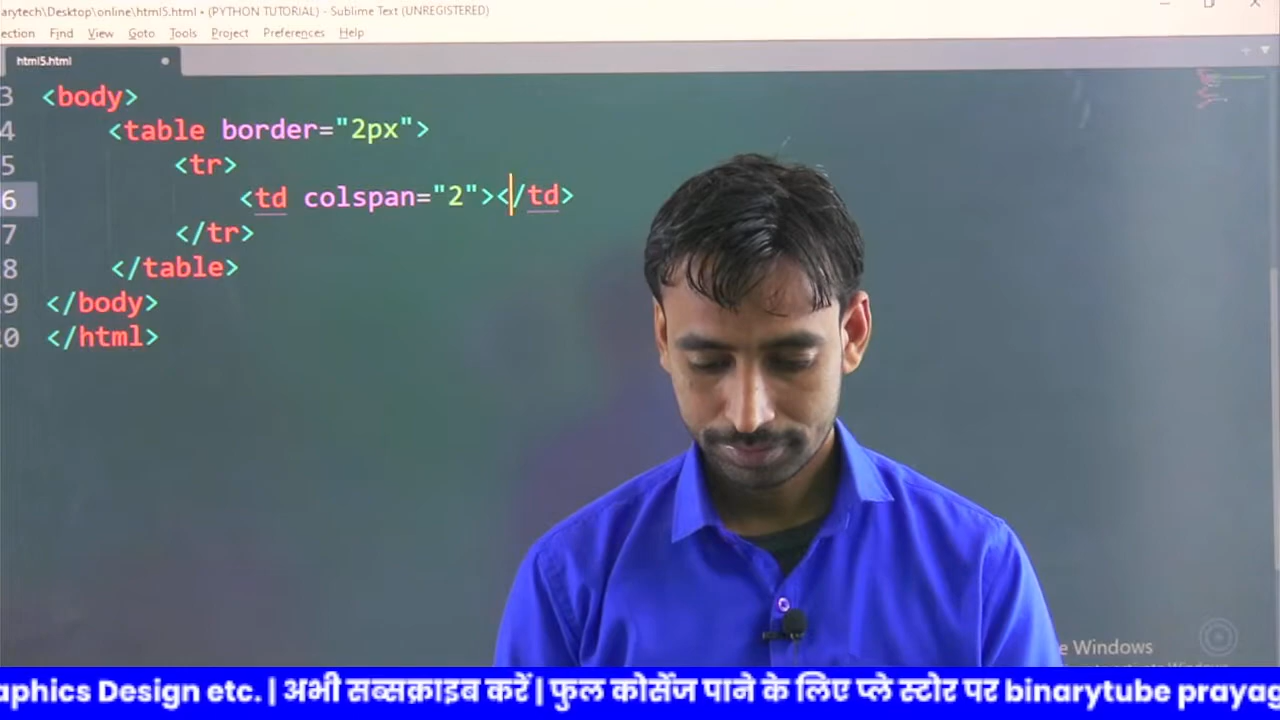 arytech\Desktop\online\html5.html • (PYTHON TUTORIAL) - Sublime Text (UNREGISTERED)
ection Find View Goto Tools Project Preferences Help
html5.html
3 <body>
4 <table border="2px">
5 <tr>
6 <td colspan="2"></td>
7 </tr>
8 </table>
9 </body>
0 </html>
e Windows
aphics Design etc. | अभी सब्सक्राइब करें | फुल कोर्सेज पाने के लिए प्ले स्टोर पर binarytube prayag